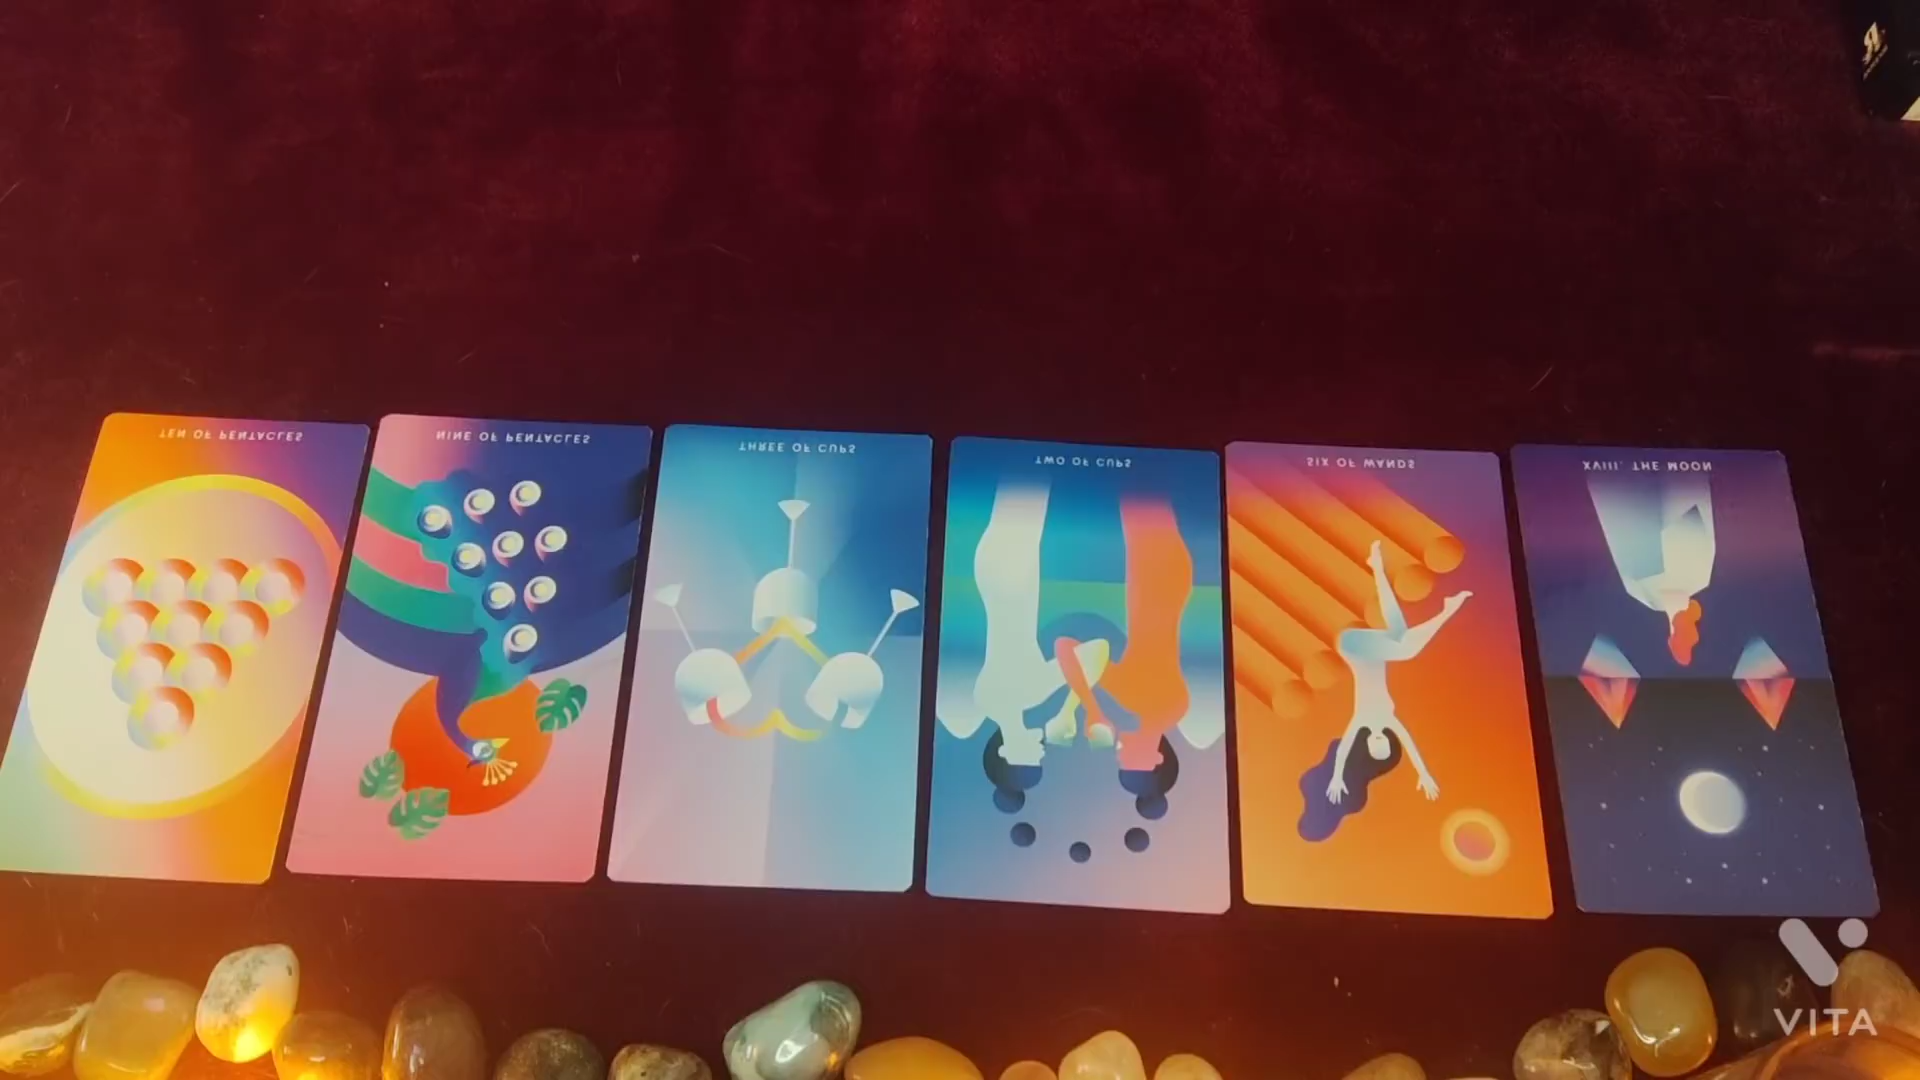 TEN OF PENTACLES
NINE OF PENTACLES
THREE OF CUPS
TWO OF CUPS
SIX OF WANDS
XVIII. THE MOON
VITA